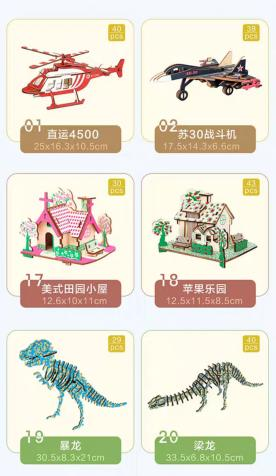 40
pcs
39
pcs
01
直运4500
25x16.3x10.5cm
02
苏30战斗机
17.5x14.3x6.6cm
30
pcs
43
pcs
17
美式田园小屋
12.6x10x11cm
18
苹果乐园
12.5x11.5x8.5cm
29
pcs
40
pcs
19
暴龙
30.5x8.3x21cm
20
梁龙
33.5x6.8x10.5cm